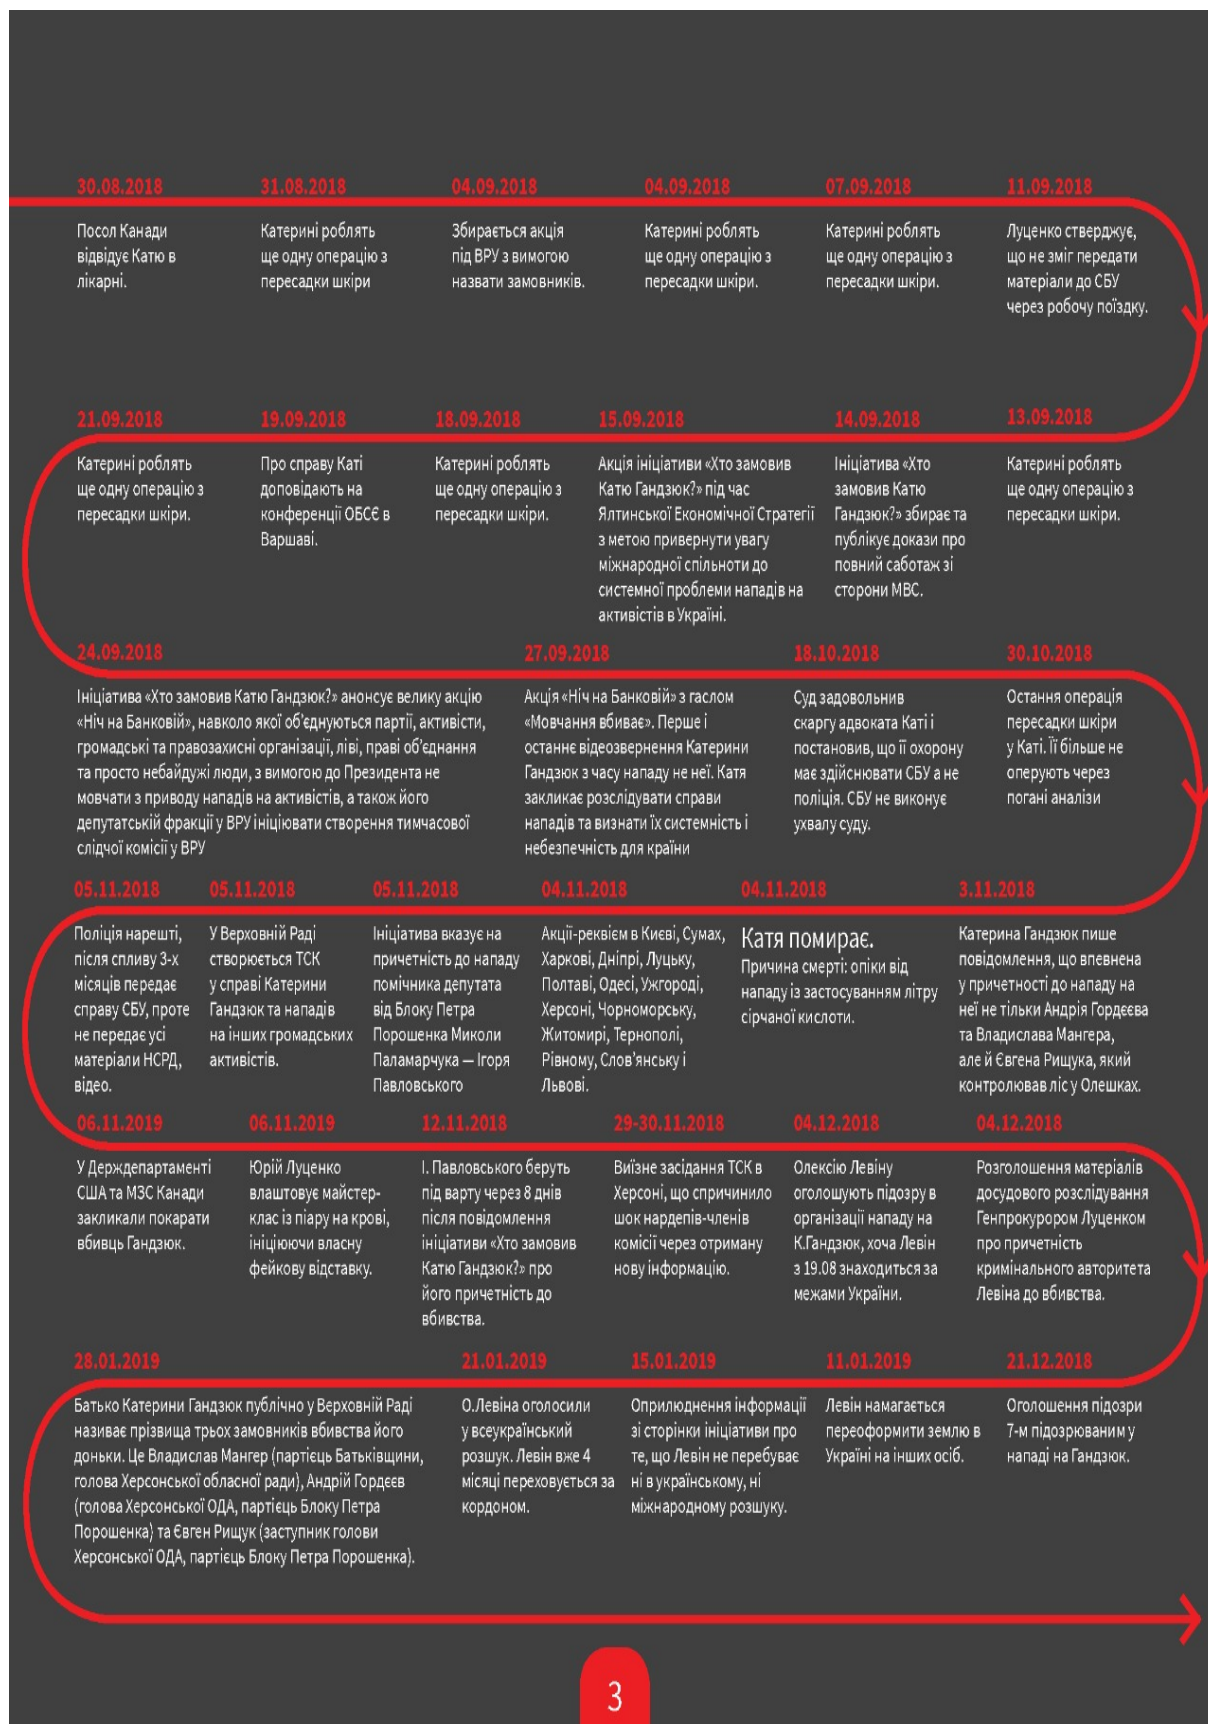 30.08.2018
Посол Канади
відвідує Катю в
лікарні.
31.08.2018
Катерині роблять
ще одну операцію з
пересадки шкіри
04.09.2018
Збирається акція
під ВРУ з вимогою
назвати замовників.
04.09.2018
Катерині роблять
ще одну операцію з
пересадки шкіри.
07.09.2018
Катерині роблять
ще одну операцію з
пересадки шкіри.
11.09.2018
Луценко стверджує,
що не зміг передати
матеріали до СБУ
через робочу поїздку.
21.09.2018
Катерині роблять
ще одну операцію з
пересадки шкіри.
19.09.2018
Про справу Каті
доповідають на
конференції ОБСЄ в
Варшаві.
18.09.2018
Катерині роблять
ще одну операцію з
пересадки шкіри.
15.09.2018
Акція ініціативи «Хто замовив
Катю Гандзюк?» під час
Ялтинської Економічної Стратегії
з метою привернути увагу
міжнародної спільноти до
системної проблеми нападів на
активістів в Україні.
14.09.2018
Ініціатива «Хто
замовив Катю
Гандзюк?» збирає та
публікує докази про
повний саботаж зі
сторони МВС.
13.09.2018
Катерині роблять
ще одну операцію з
пересадки шкіри.
24.09.2018
Ініціатива «Хто замовив Катю Гандзюк?» анонсує велику акцію
«Ніч на Банковій», навколо якої об’єднуються партії, активісти,
громадські та правозахисні організації, ліві, праві об’єднання
та просто небайдужі люди, з вимогою до Президента не
мовчати з приводу нападів на активістів, а також його
депутатській фракції у ВРУ ініціювати створення тимчасової
слідчої комісії у ВРУ
27.09.2018
Акція «Ніч на Банковій» з гаслом
«Мовчання вбиває». Перше і
останнє відеозвернення Катерини
Гандзюк з часу нападу не неї. Катя
закликає розслідувати справи
нападів та визнати їх системність і
небезпечність для країни
18.10.2018
Суд задовольнив
скаргу адвоката Каті і
постановив, що її охорону
має здійснювати СБУ а не
поліція. СБУ не виконує
ухвалу суду.
30.10.2018
Остання операція
пересадки шкіри
у Каті. Її більше не
оперують через
погані аналізи
05.11.2018
Поліція нарешті,
після спливу 3-х
місяців передає
справу СБУ, проте
не передає усі
матеріали НСРД,
відео.
05.11.2018
У Верховній Раді
створюється ТСК
у справі Катерини
Гандзюк та нападів
на інших громадських
активістів.
05.11.2018
Ініціатива вказує на
причетність до нападу
помічника депутата
від Блоку Петра
Порошенка Миколи
Паламарчука — Ігоря
Павловського
04.11.2018
Акції-реквієм в Києві, Сумах,
Харкові, Дніпрі, Луцьку,
Полтаві, Одесі, Ужгороді,
Херсоні, Чорноморську,
Житомирі, Тернополі,
Рівному, Слов’янську і
Львові.
04.11.2018
Катя помирає.
Причина смерті: опіки від
нападу із застосуванням літру
сірчаної кислоти.
3.11.2018
Катерина Гандзюк пише
повідомлення, що впевнена
у причетності до нападу на
неї не тільки Андрія Гордєєва
та Владислава Мангера,
але й Євгена Рищука, який
контролював ліс у Олешках.
06.11.2019
У Держдепартаменті
США та МЗС Канади
закликали покарати
вбивць Гандзюк.
06.11.2019
Юрій Луценко
влаштовує майстер-
клас із піару на крові,
ініціюючи власну
фейкову відставку.
12.11.2018
І. Павловського беруть
під варту через 8 днів
після повідомлення
ініціативи «Хто замовив
Катю Гандзюк?» про
його причетність до
вбивства.
29-30.11.2018
Виїзне засідання ТСК в
Херсоні, що спричинило
шок нардепів-членів
комісії через отриману
нову інформацію.
04.12.2018
Олексію Левіну
оголошують підозру в
організації нападу на
К.Гандзюк, хоча Левін
з 19.08 знаходиться за
межами України.
04.12.2018
Розголошення матеріалів
досудового розслідування
Генпрокурором Луценком
про причетність
кримінального авторитета
Левіна до вбивства.
28.01.2019
Батько Катерини Гандзюк публічно у Верховній Раді
називає прізвища трьох замовників вбивства його
доньки. Це Владислав Мангер (партієць Батьківщини,
голова Херсонської обласної ради), Андрій Гордєєв
(голова Херсонської ОДА, партієць Блоку Петра
Порошенка) та Євген Рищук (заступник голови
Херсонської ОДА, партієць Блоку Петра Порошенка).
21.01.2019
О.Левіна оголосили
у всеукраїнський
розшук. Левін вже 4
місяці переховується за
кордоном.
15.01.2019
Оприлюднення інформації
зі сторінки ініціативи про
те, що Левін не перебуває
ні в українському, ні
міжнародному розшуку.
11.01.2019
Левін намагається
переоформити землю в
Україні на інших осіб.
21.12.2018
Оголошення підозри
7-м підозрюваним у
нападі на Гандзюк.
3